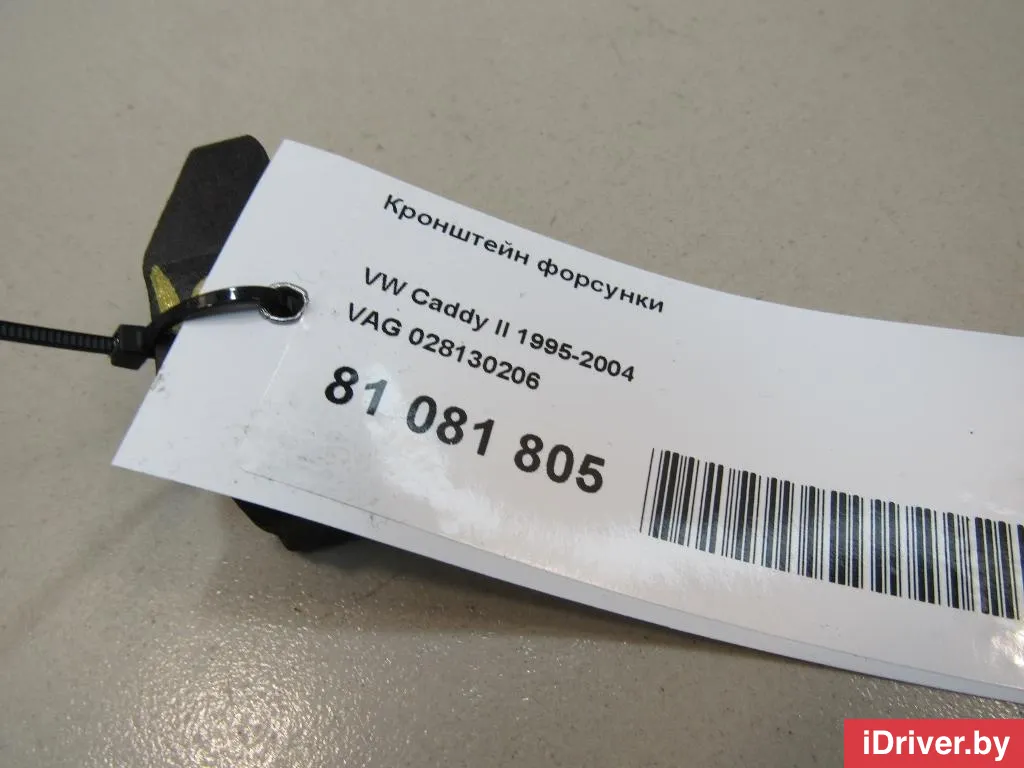 Кронштейн форсунки
VW Caddy II 1995-2004
VAG 028130206
81 081 805
iDriver.by